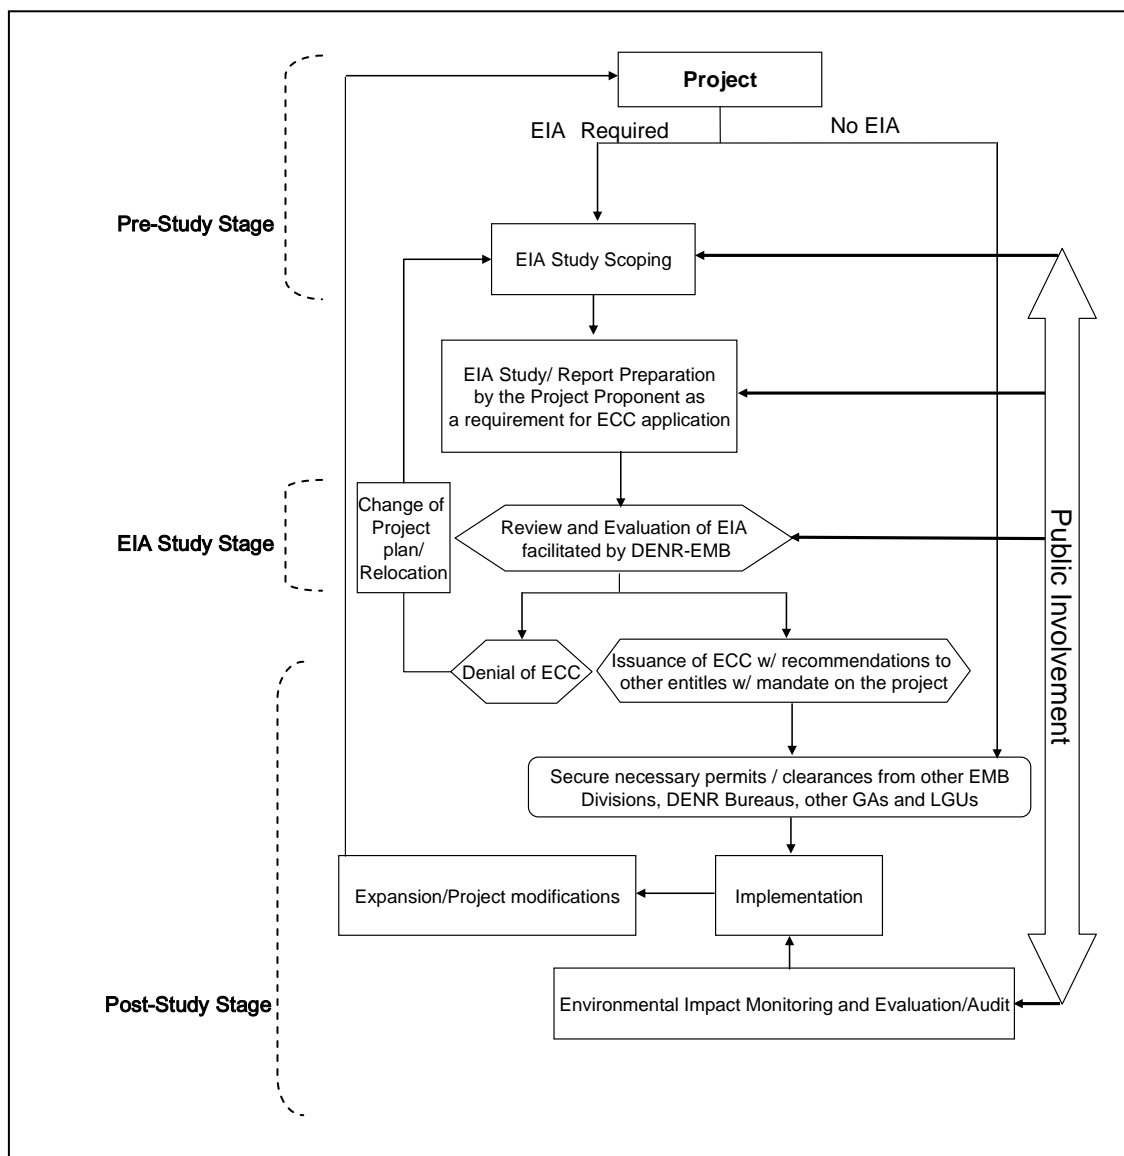 Project
EIA Required
No EIA
Pre-Study Stage
EIA Study Scoping
EIA Study/ Report Preparation
by the Project Proponent as
a requirement for ECC application
Change of
Project
plan/
Relocation
EIA Study Stage
Review and Evaluation of EIA
facilitated by DENR-EMB
Public Involvement
Denial of ECC
Issuance of ECC w/ recommendations to
other entitles w/ mandate on the project
Secure necessary permits / clearances from other EMB
Divisions, DENR Bureaus, other GAs and LGUs
Expansion/Project modifications
Implementation
Post-Study Stage
Environmental Impact Monitoring and Evaluation/Audit